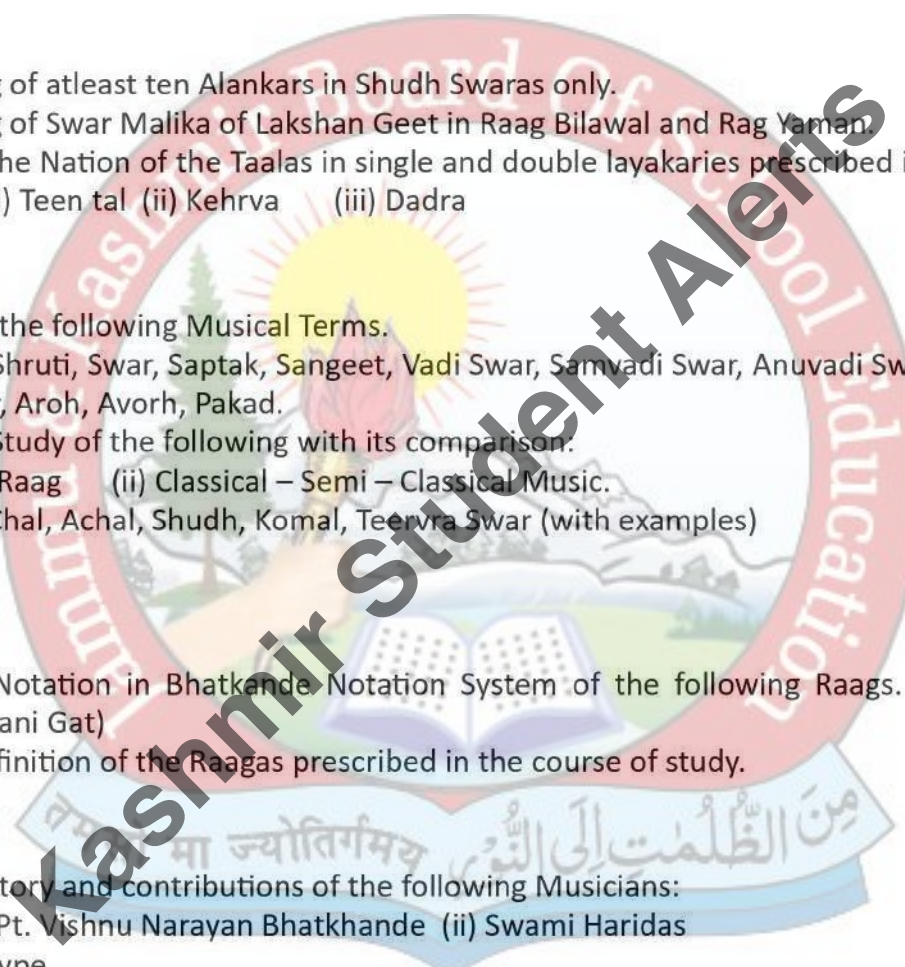 of atleast ten Alankars in Shudh Swaras only.
of Swar Malika of Lakshan Geet in Raag Bilawal and Rag Yaman.
he Nation of the Taalas in single and double layakaries prescribed i
) Teen tal (ii) Kehrva (iii) Dadra
the following Musical Terms.
Shruti, Swar, Saptak, Sangeet, Vadi Swar, Samvadi Swar, Anuvadi Sw
, Aroh, Avorh, Pakad.
Study of the following with its comparison:
Raag (ii) Classical – Semi – Classical Music.
Chal, Achal, Shudh, Komal, Teervra Swar (with examples)
Notation in Bhatkande Notation System of the following Raags.
ani Gat)
finition of the Raagas prescribed in the course of study.
tory and contributions of the following Musicians:
Pt. Vishnu Narayan Bhatkhande (ii) Swami Haridas
Jammu & Kashmir Board Of School Education
मा ज्योतिर्गमय
مِنَ الظُّلُمٰتِ اِلَی النُّوْرِ
Kashmir Student Alerts